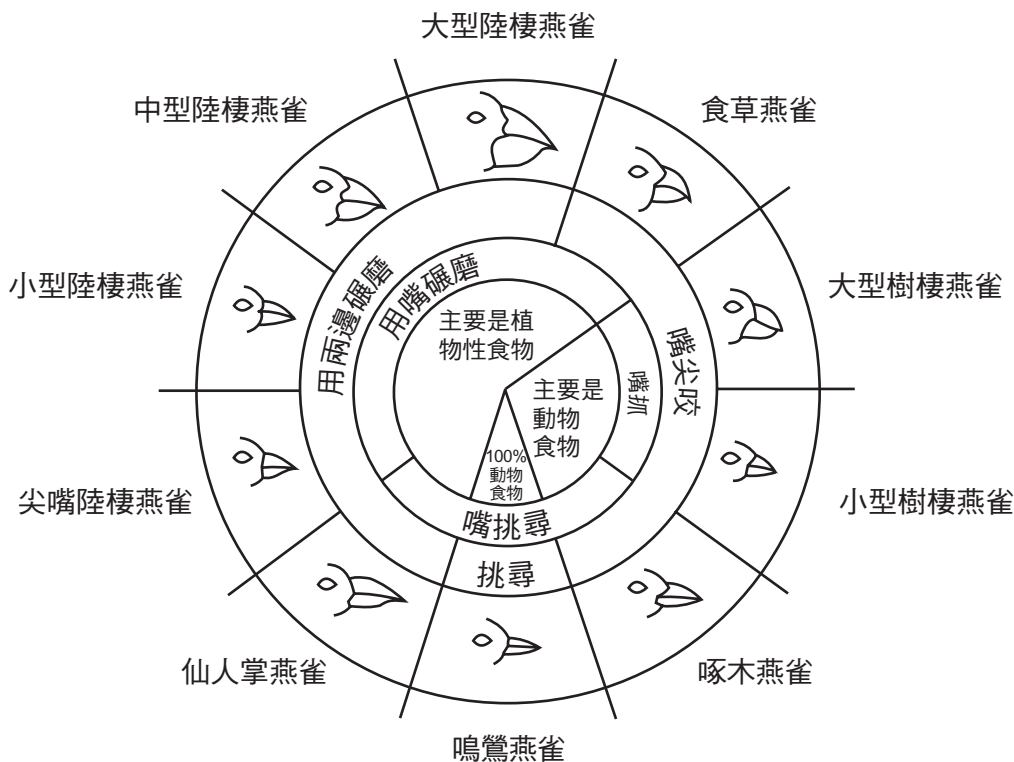 大型陸棲燕雀
中型陸棲燕雀
食草燕雀
小型陸棲燕雀
大型樹棲燕雀
用兩邊碾磨
用嘴碾磨
主要是植
物性食物
嘴尖咬
嘴抓
主要是
動物
食物
100%
動物
食物
尖嘴陸棲燕雀
小型樹棲燕雀
嘴挑尋
挑尋
仙人掌燕雀
啄木燕雀
鳴鶯燕雀